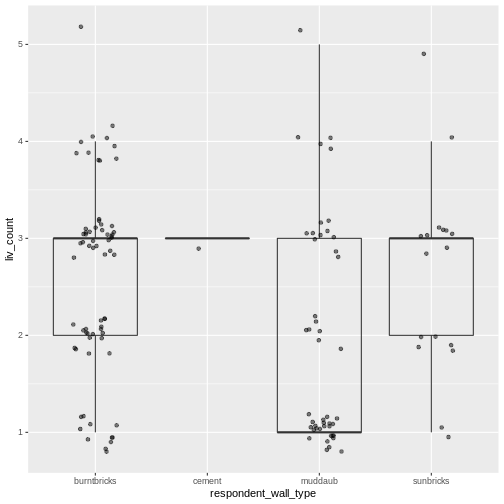 5
4
3
2
1
liv_count
burntbricks cement muddaub sunbricks
respondent_wall_type